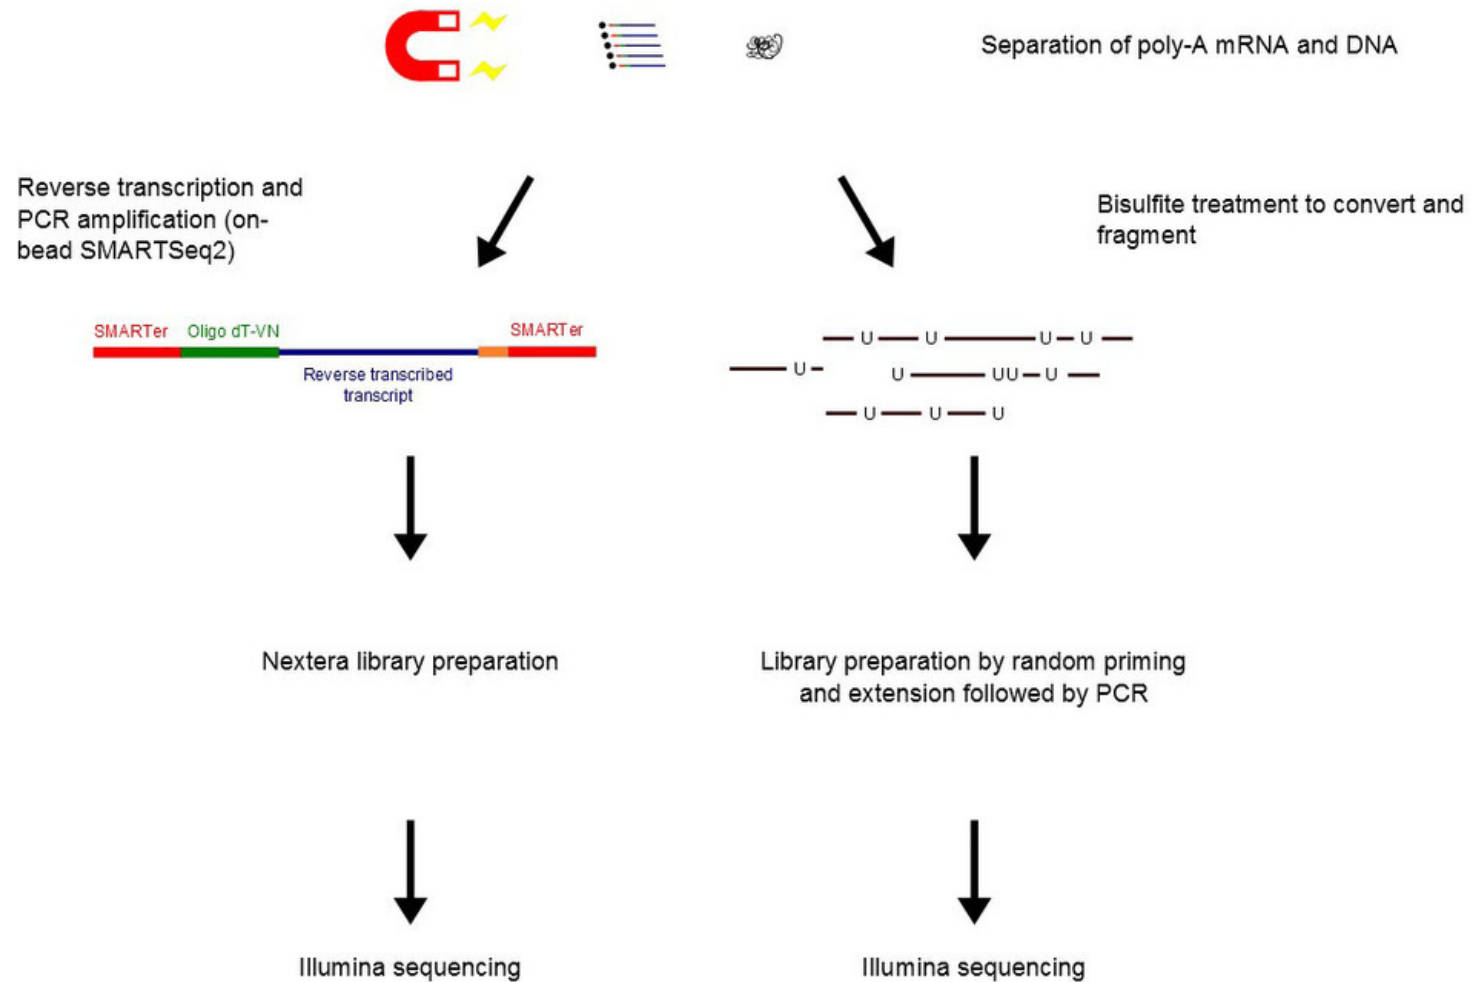 Separation of poly-A mRNA and DNA
Reverse transcription and
PCR amplification (on-
bead SMARTSeq2)
Bisulfite treatment to convert and
fragment
SMARTer Oligo dT-VN SMARTer
Reverse transcribed
transcript
U U U U
U
U UU U
U U U
Nextera library preparation
Library preparation by random priming
and extension followed by PCR
Illumina sequencing
Illumina sequencing